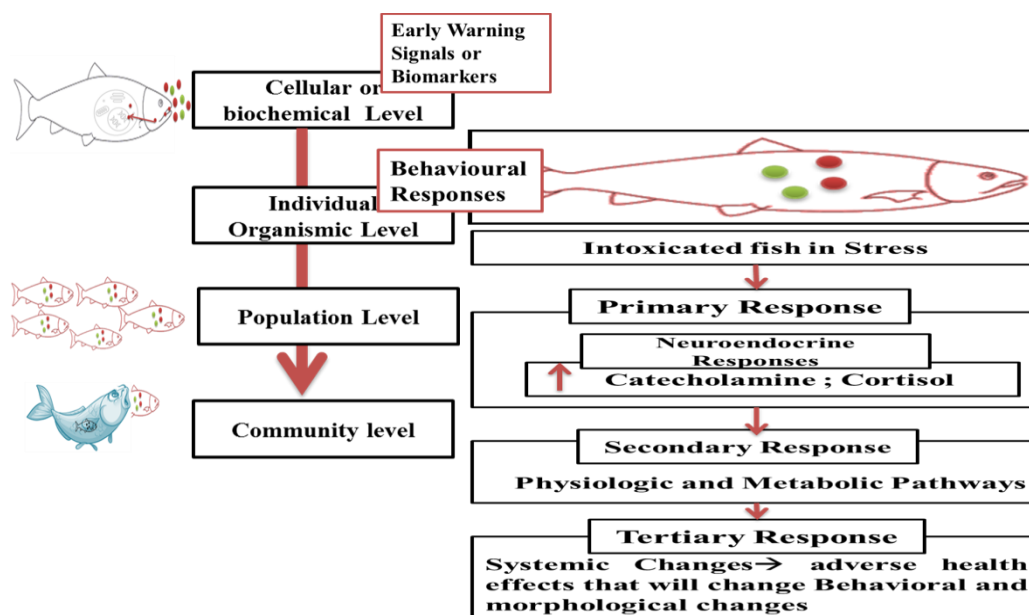 Early Warning
Signals or
Biomarkers
Cellular or
biochemical Level
Behavioural
Responses
Individual
Organismic Level
Population Level
Community level
Intoxicated fish in Stress
Primary Response
Neuroendocrine
Responses
Catecholamine ; Cortisol
Secondary Response
Physiologic and Metabolic Pathways
Tertiary Response
Systemic Changes→ adverse health
effects that will change Behavioral and
morphological changes